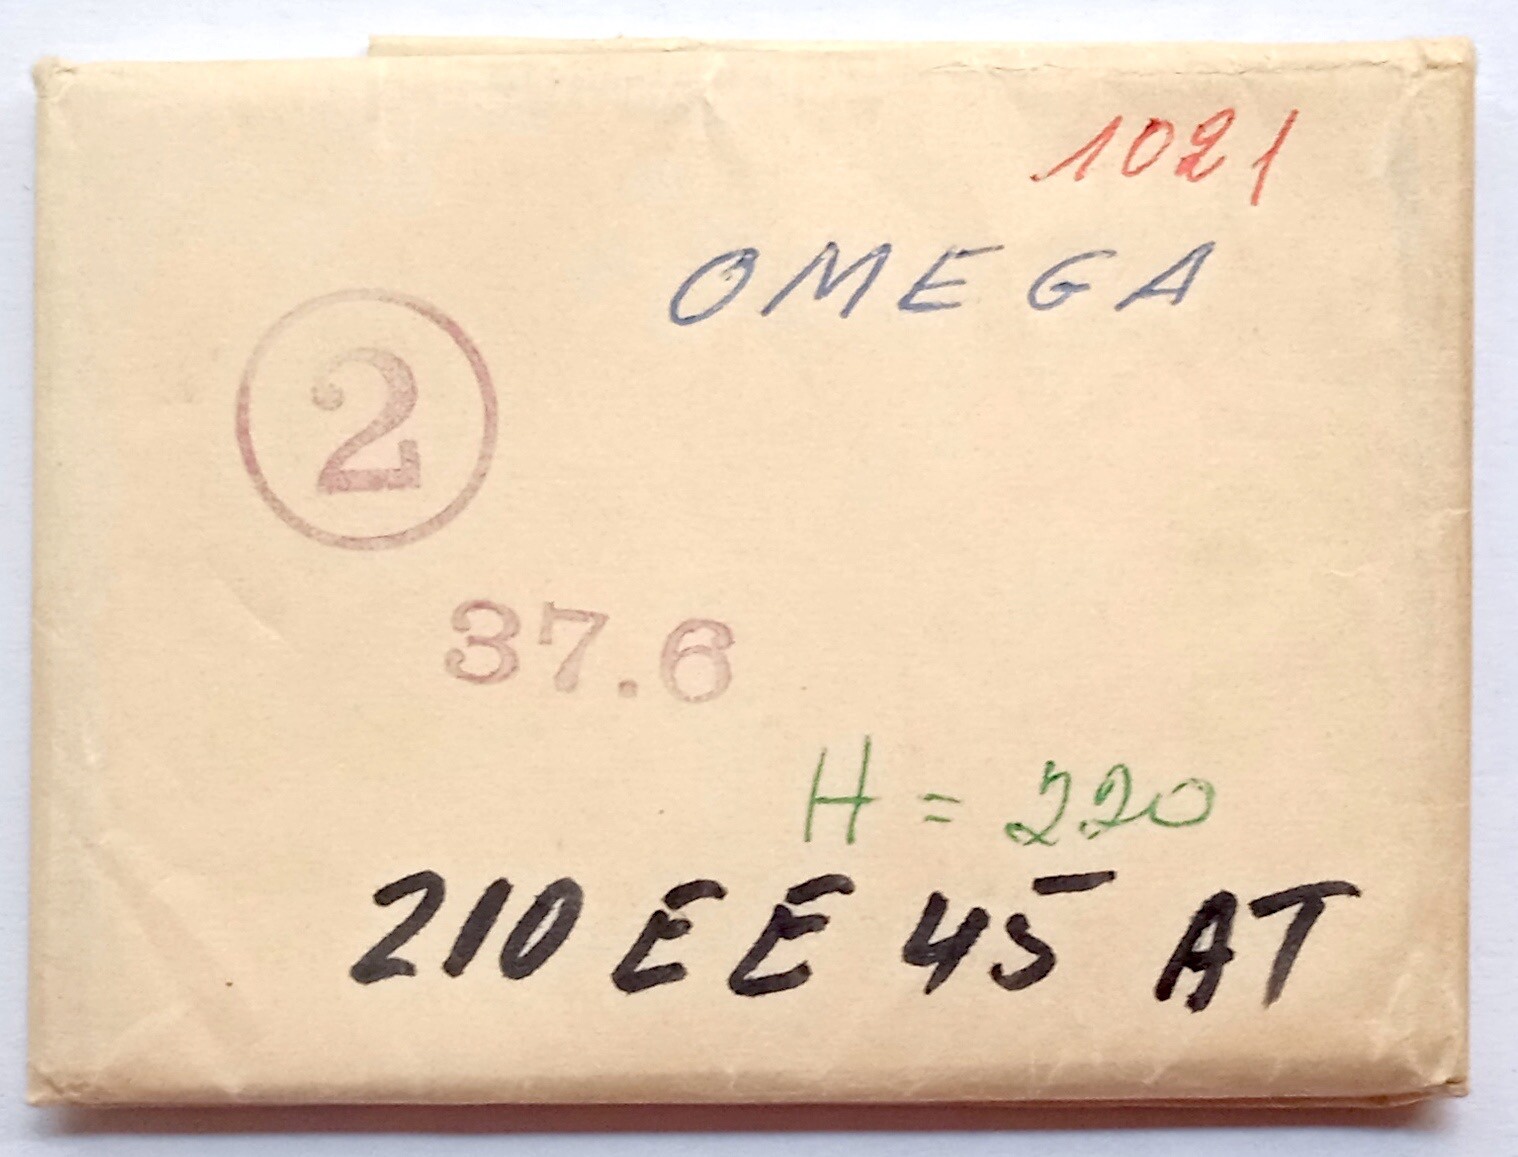 1021
OMEGA
2
37.6
H = 220
210 EE 45 AT